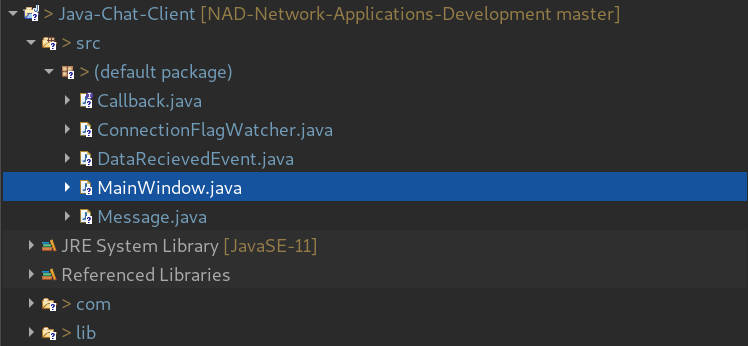 > Java-Chat-Client [NAD-Network-Applications-Development master]
> src
> (default package)
Callback.java
ConnectionFlagWatcher.java
DataRecievedEvent.java
MainWindow.java
Message.java
JRE System Library [JavaSE-11]
Referenced Libraries
> com
> lib